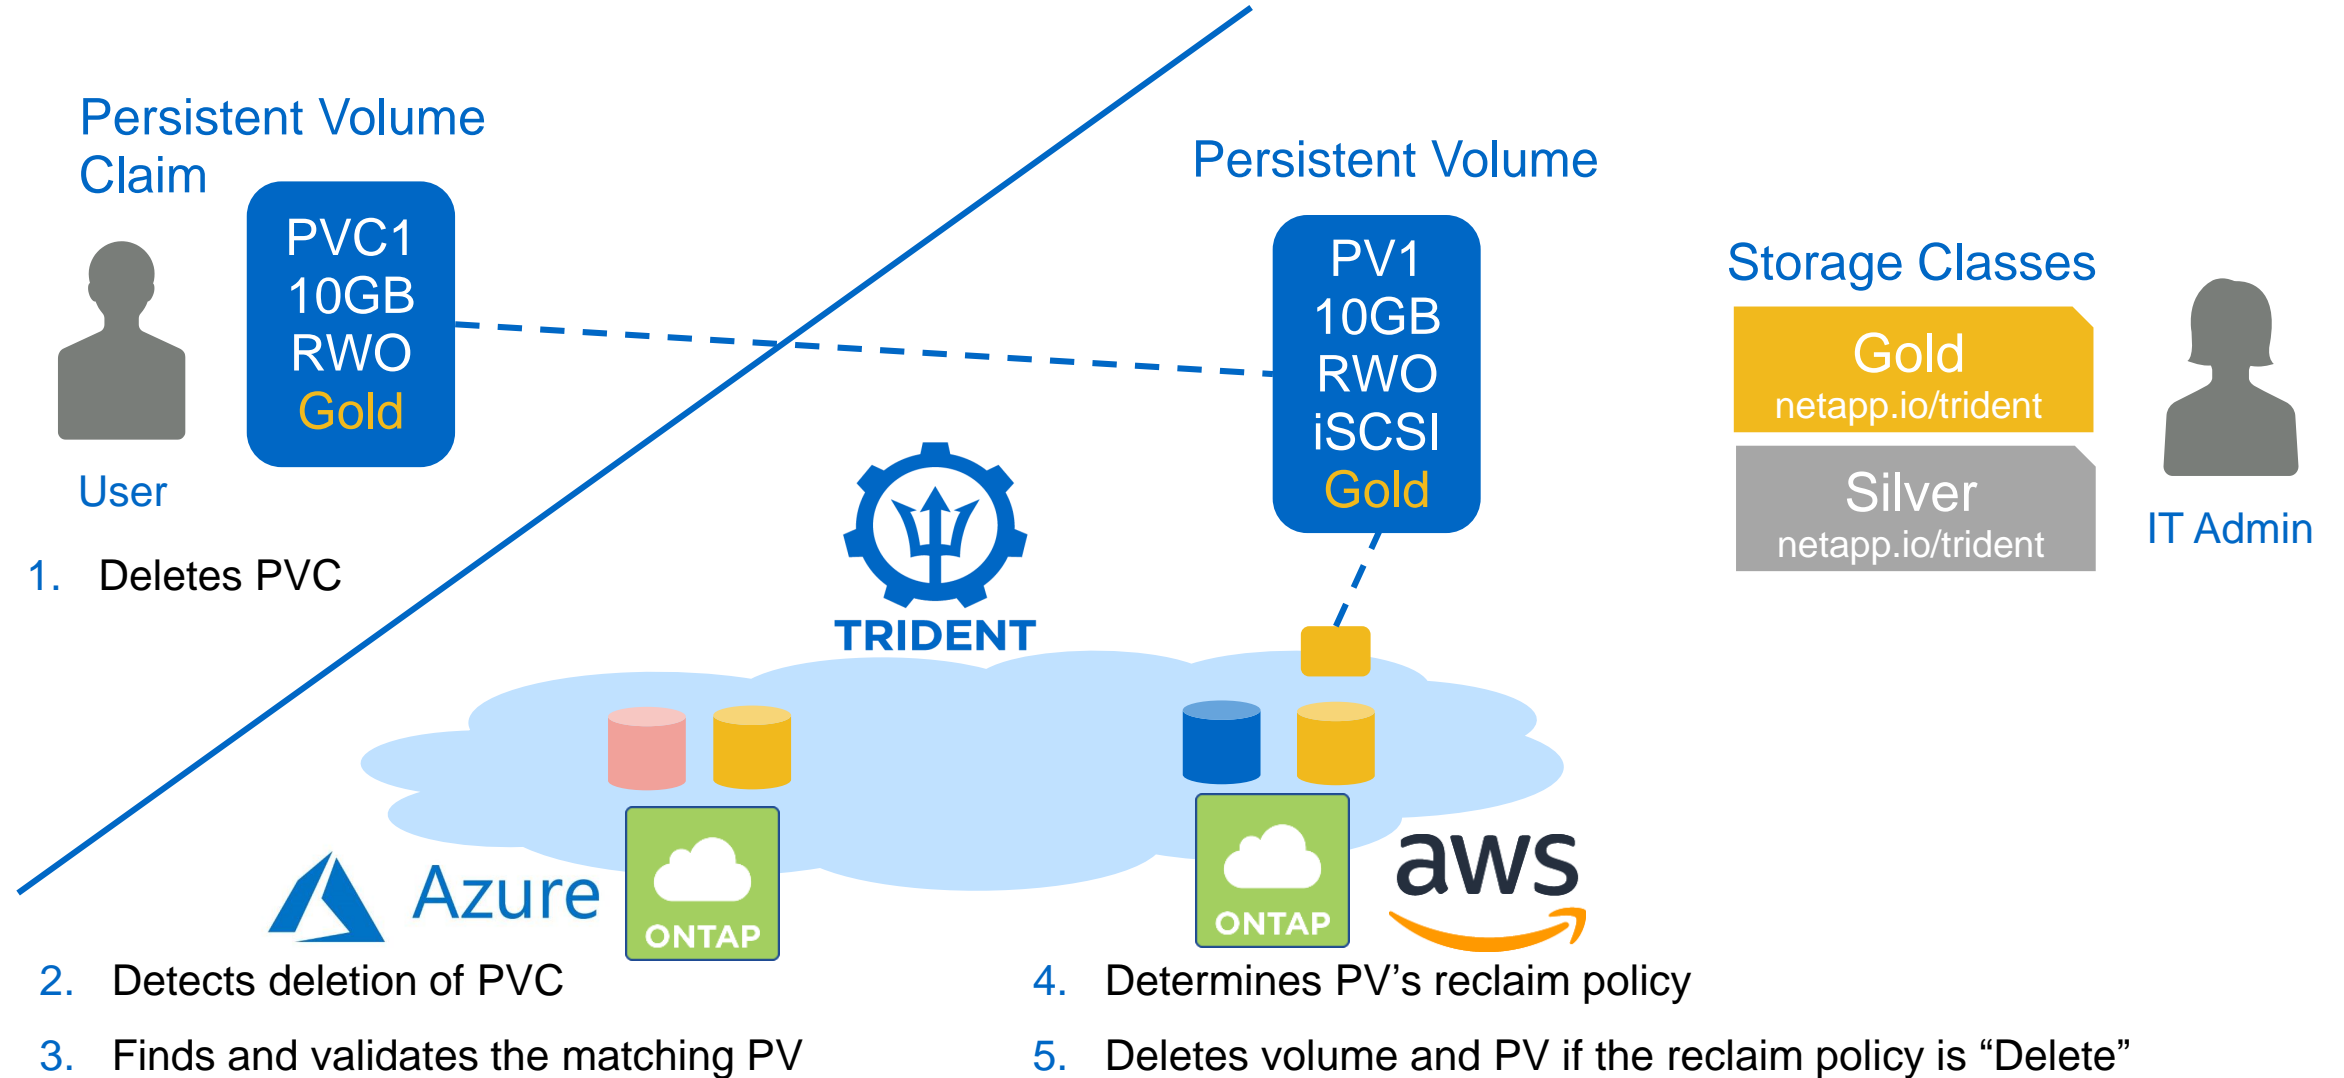 Persistent Volume
Claim
PVC1
10GB
RWO
Gold
User
1. Deletes PVC
Persistent Volume
PV1
10GB
RWO
iSCSI
Gold
Storage Classes
Gold
netapp.io/trident
Silver
netapp.io/trident
IT Admin
TRIDENT
Azure
ONTAP
ONTAP
aws
2. Detects deletion of PVC
3. Finds and validates the matching PV
4. Determines PV’s reclaim policy
5. Deletes volume and PV if the reclaim policy is “Delete”